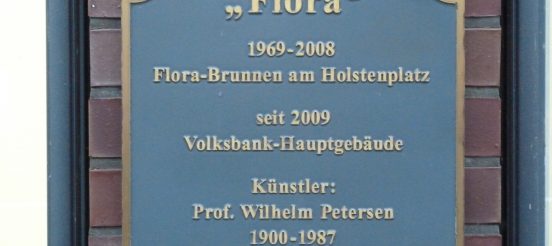 „Flora“
1969-2008
Flora-Brunnen am Holstenplatz
seit 2009
Volksbank-Hauptgebäude
Künstler:
Prof. Wilhelm Petersen
1900-1987